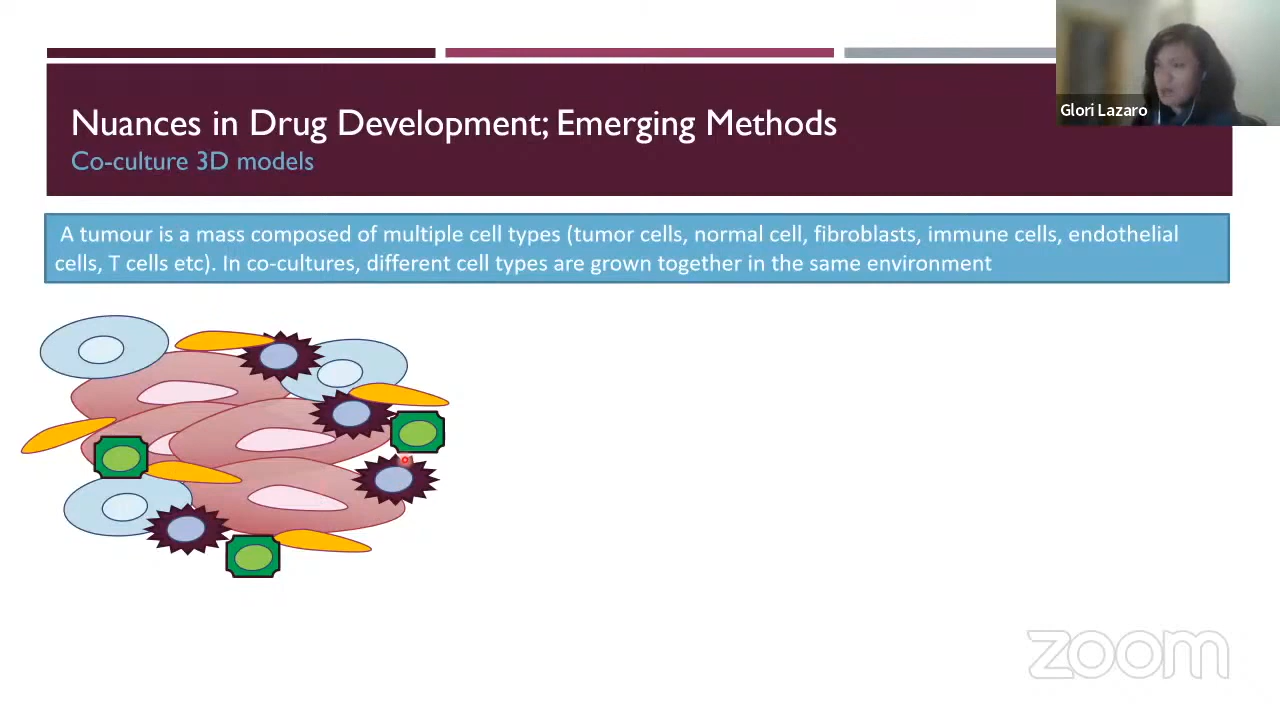 Glori Lazaro
Nuances in Drug Development; Emerging Methods
Co-culture 3D models
A tumour is a mass composed of multiple cell types (tumor cells, normal cell, fibroblasts, immune cells, endothelial
cells, T cells etc). In co-cultures, different cell types are grown together in the same environment
zoom